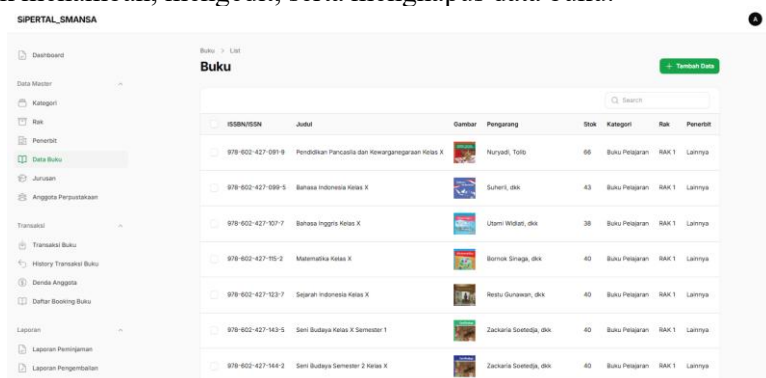 menambah, mengedit, serta menghapus data buku.
SiPERTAL_SMANSA
A
Dashboard
Data Master
Kategori
Rak
Penerbit
Data Buku
Jurusan
Anggota Perpustakaan
Transaksi
Transaksi Buku
History Transaksi Buku
Denda Anggota
Daftar Booking Buku
Laporan
Laporan Peminjaman
Laporan Pengembalian
Buku > List
Buku
+ Tambah Data
Search
ISSBN/ISSN Judul Gambar Pengarang Stok Kategori Rak Penerbit
978-602-427-091-9 Pendidikan Pancasila dan Kewarganegaraan Kelas X Nuryadi, Tolib 66 Buku Pelajaran RAK 1 Lainnya
978-602-427-099-5 Bahasa Indonesia Kelas X Suherli, dkk 43 Buku Pelajaran RAK 1 Lainnya
978-602-427-107-7 Bahasa Inggris Kelas X Utami Widiati, dkk 38 Buku Pelajaran RAK 1 Lainnya
978-602-427-115-2 Matematika Kelas X Bornok Sinaga, dkk 40 Buku Pelajaran RAK 1 Lainnya
978-602-427-123-7 Sejarah Indonesia Kelas X Restu Gunawan, dkk 40 Buku Pelajaran RAK 1 Lainnya
978-602-427-143-5 Seni Budaya Kelas X Semester 1 Zackaria Soetedja, dkk 40 Buku Pelajaran RAK 1 Lainnya
978-602-427-144-2 Seni Budaya Semester 2 Kelas X Zackaria Soetedja, dkk 40 Buku Pelajaran RAK 1 Lainnya